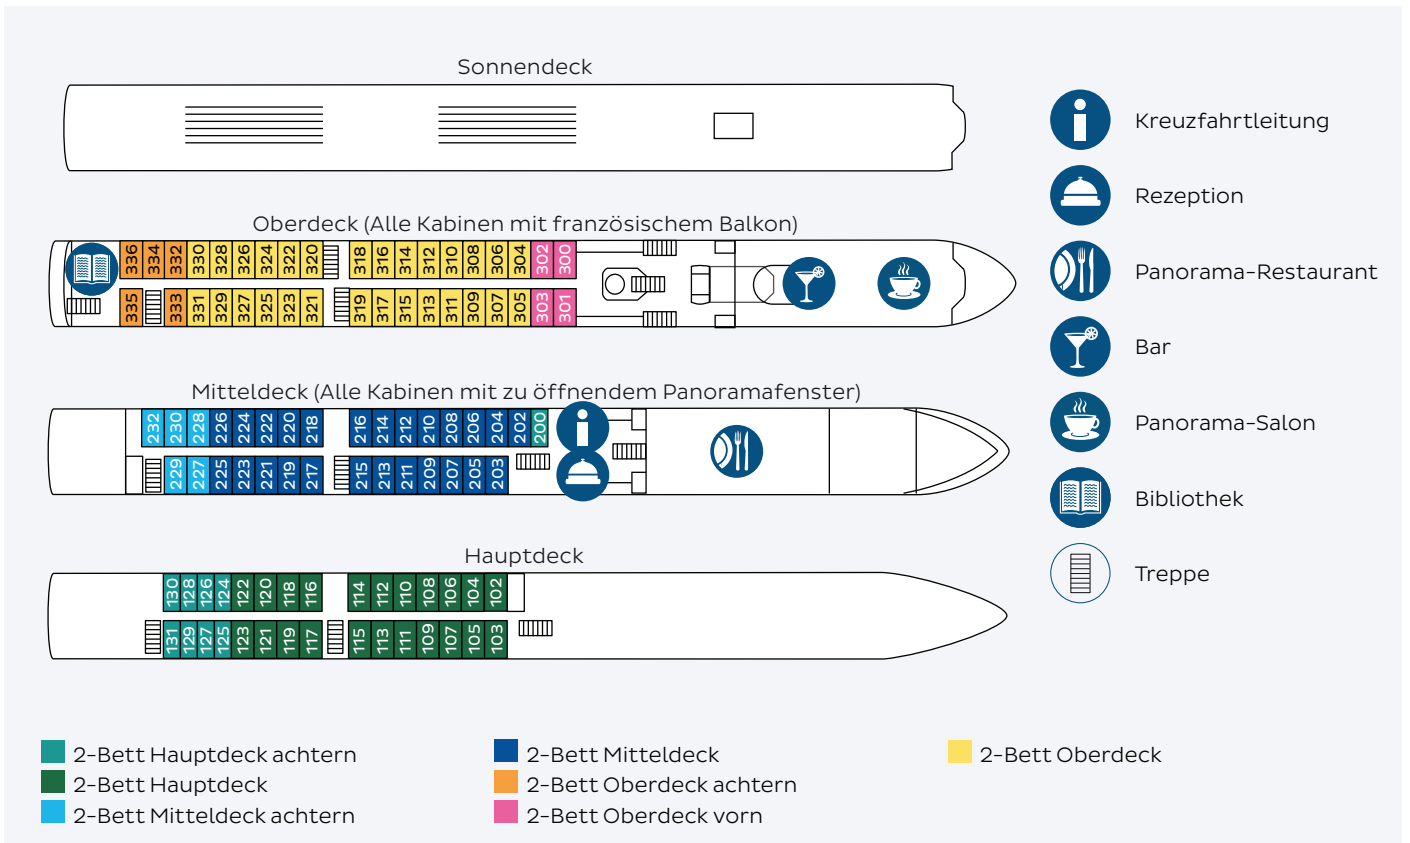 Sonnendeck
Oberdeck (Alle Kabinen mit französischem Balkon)
336 334 332 330 328 326 324 322 320 318 316 314 312 310 308 306 304 302 300
335 333 331 329 327 325 323 321 319 317 315 313 311 309 307 305 303 301
Mitteldeck (Alle Kabinen mit zu öffnendem Panoramafenster)
232 230 228 226 224 222 220 218 216 214 212 210 208 206 204 202 200
229 227 225 223 221 219 217 215 213 211 209 207 205 203
Hauptdeck
130 128 126 124 122 120 118 116 114 112 110 108 106 104 102
131 129 127 125 123 121 119 117 115 113 111 109 107 105 103
Kreuzfahrtleitung
Rezeption
Panorama-Restaurant
Bar
Panorama-Salon
Bibliothek
Treppe
2-Bett Hauptdeck achtern
2-Bett Hauptdeck
2-Bett Mitteldeck achtern
2-Bett Mitteldeck
2-Bett Oberdeck achtern
2-Bett Oberdeck vorn
2-Bett Oberdeck